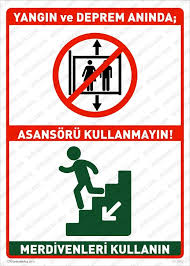 YANGIN ve DEPREM ANINDA;
ASANSÖRÜ KULLANMAYIN!
MERDİVENLERİ KULLANIN